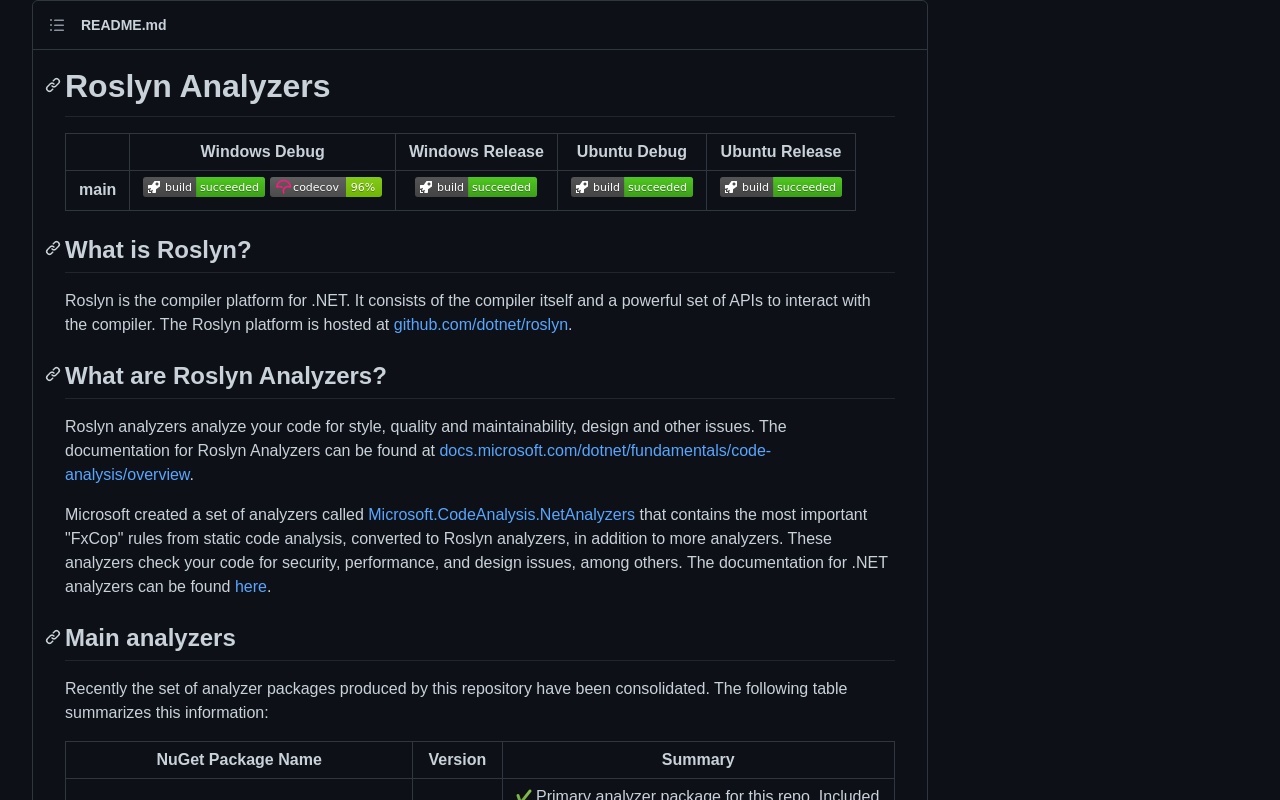 README.md
Roslyn Analyzers
Windows Debug Windows Release Ubuntu Debug Ubuntu Release
main build succeeded codecov 96% build succeeded build succeeded build succeeded
What is Roslyn?
Roslyn is the compiler platform for .NET. It consists of the compiler itself and a powerful set of APIs to interact with
the compiler. The Roslyn platform is hosted at github.com/dotnet/roslyn.
What are Roslyn Analyzers?
Roslyn analyzers analyze your code for style, quality and maintainability, design and other issues. The
documentation for Roslyn Analyzers can be found at docs.microsoft.com/dotnet/fundamentals/code-
analysis/overview.
Microsoft created a set of analyzers called Microsoft.CodeAnalysis.NetAnalyzers that contains the most important
"FxCop" rules from static code analysis, converted to Roslyn analyzers, in addition to more analyzers. These
analyzers check your code for security, performance, and design issues, among others. The documentation for .NET
analyzers can be found here.
Main analyzers
Recently the set of analyzer packages produced by this repository have been consolidated. The following table
summarizes this information:
NuGet Package Name Version Summary
✔ Primary analyzer package for this repo. Included